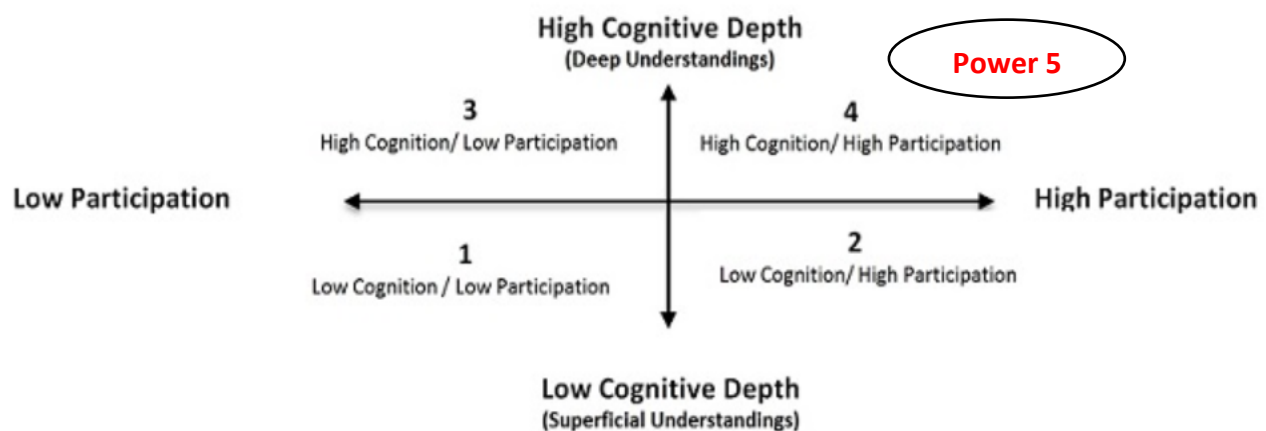 High Cognitive Depth
(Deep Understandings)
Power 5
3
High Cognition/ Low Participation
4
High Cognition/ High Participation
Low Participation
High Participation
1
Low Cognition / Low Participation
2
Low Cognition/ High Participation
Low Cognitive Depth
(Superficial Understandings)